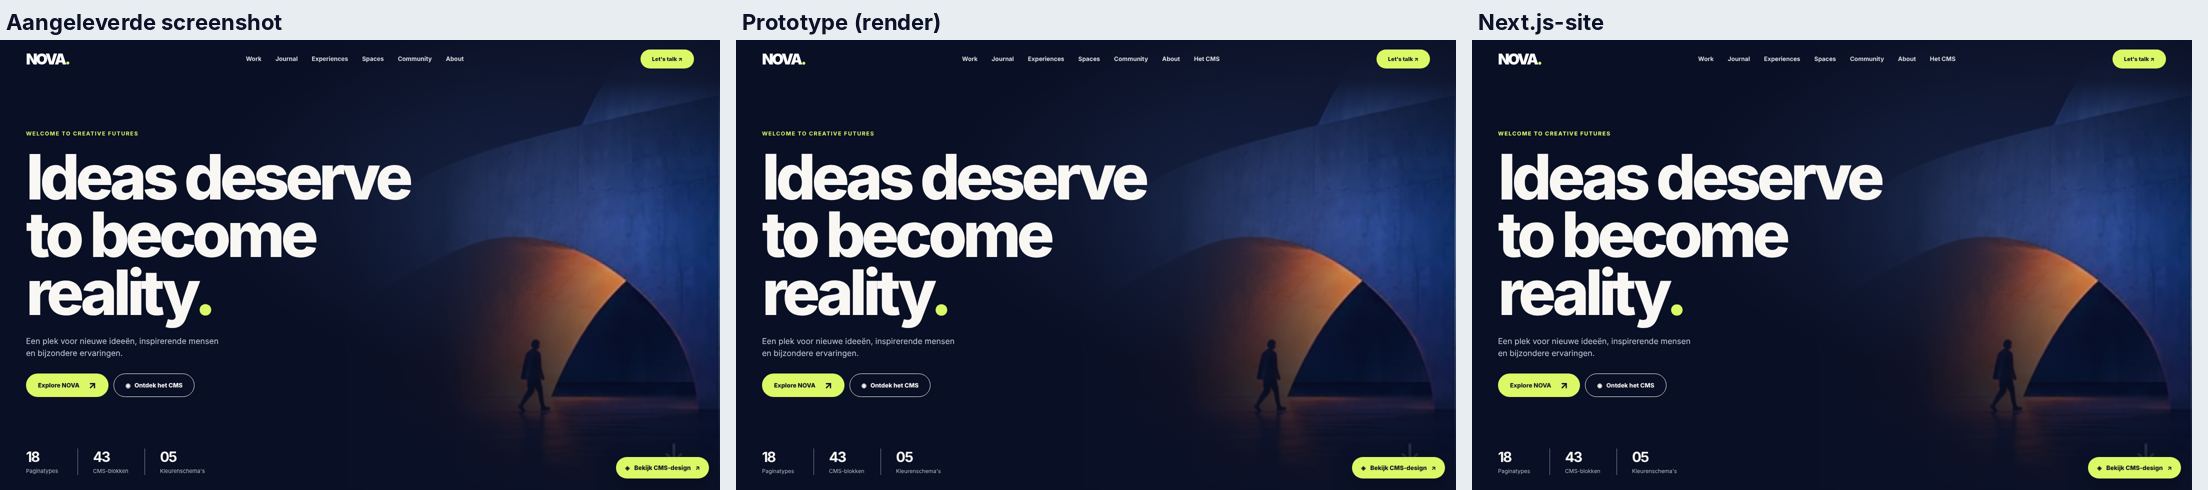 Aangeleverde screenshot
NOVA.
Work Journal Experiences Spaces Community About
Let's talk ↗
WELCOME TO CREATIVE FUTURES
Ideas deserve
to become
reality.
Een plek voor nieuwe ideeën, inspirerende mensen
en bijzondere ervaringen.
Explore NOVA ↗
Ontdek het CMS
18 43 05
Paginatypes CMS-blokken Kleurenschema's
Bekijk CMS-design ↗
Prototype (render)
NOVA.
Work Journal Experiences Spaces Community About Het CMS
Let's talk ↗
WELCOME TO CREATIVE FUTURES
Ideas deserve
to become
reality.
Een plek voor nieuwe ideeën, inspirerende mensen
en bijzondere ervaringen.
Explore NOVA ↗
Ontdek het CMS
18 43 05
Paginatypes CMS-blokken Kleurenschema's
Bekijk CMS-design ↗
Next.js-site
NOVA.
Work Journal Experiences Spaces Community About Het CMS
Let's talk ↗
WELCOME TO CREATIVE FUTURES
Ideas deserve
to become
reality.
Een plek voor nieuwe ideeën, inspirerende mensen
en bijzondere ervaringen.
Explore NOVA ↗
Ontdek het CMS
18 43 05
Paginatypes CMS-blokken Kleurenschema's
Bekijk CMS-design ↗